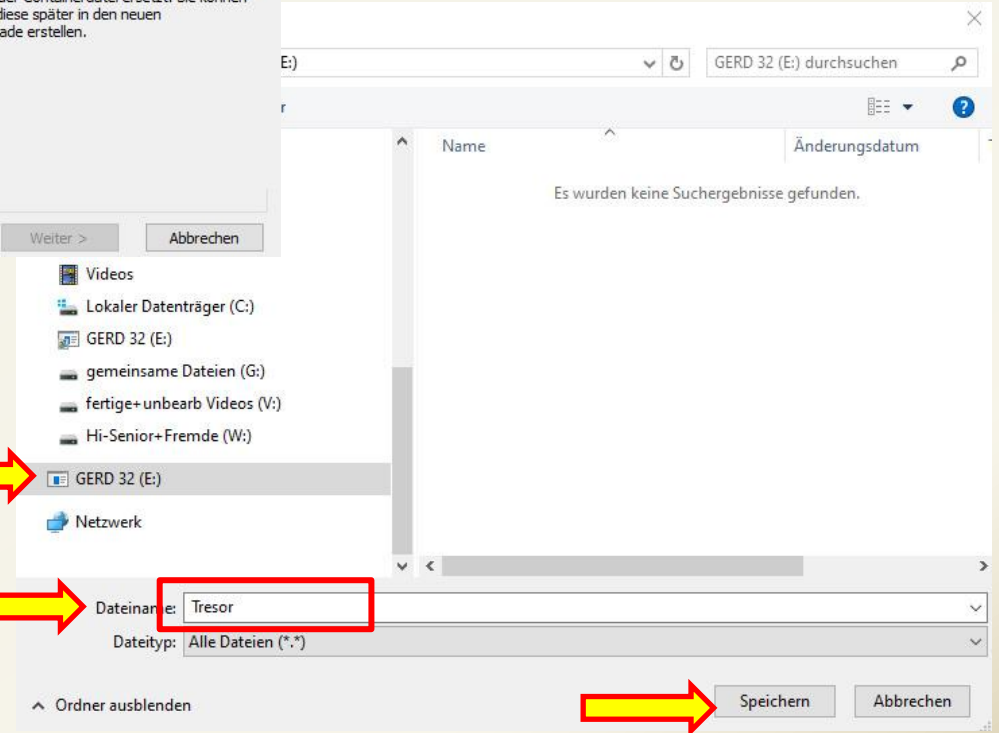 diese später in den neuen
ade erstellen.
E:)
GERD 32 (E:) durchsuchen
r
Name
Änderungsdatum
Es wurden keine Suchergebnisse gefunden.
Weiter >
Abbrechen
Videos
Lokaler Datenträger (C:)
GERD 32 (E:)
gemeinsame Dateien (G:)
fertige+unbearb Videos (V:)
Hi-Senior+Fremde (W:)
GERD 32 (E:)
Netzwerk
Dateiname: Tresor
Dateityp: Alle Dateien (*.*)
Ordner ausblenden
Speichern
Abbrechen